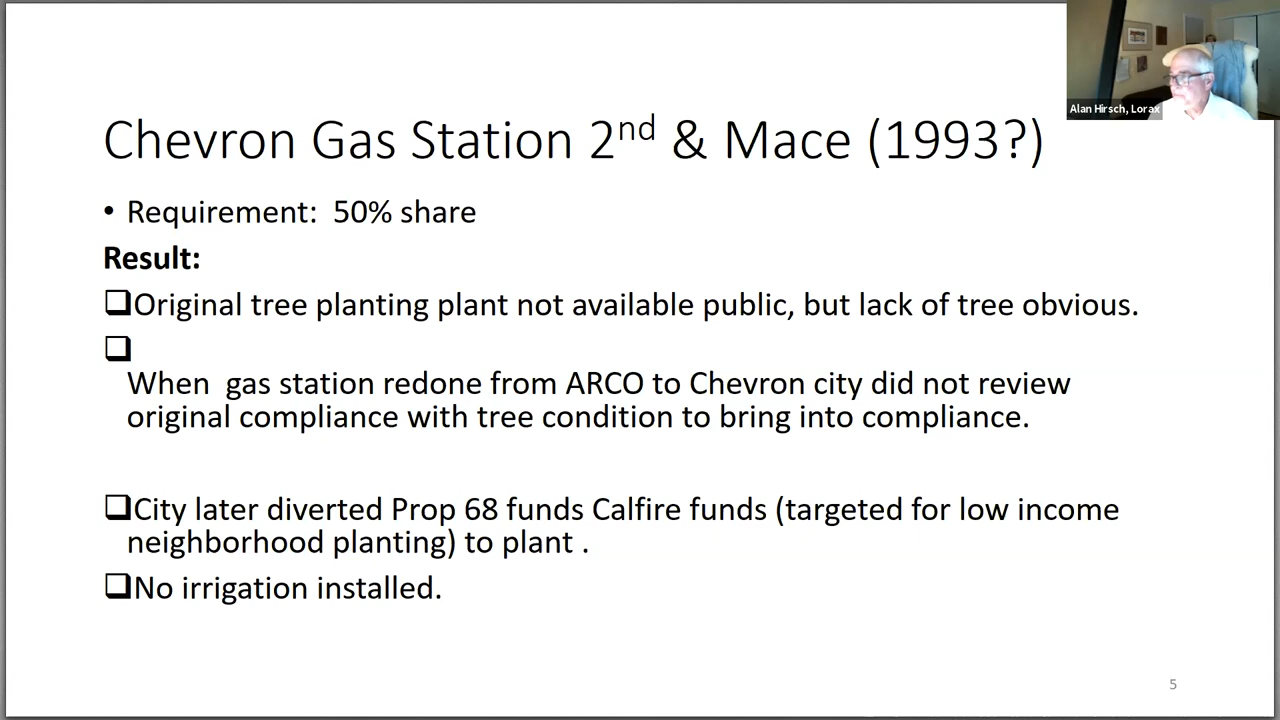 Alan Hirsch, Lorax
Chevron Gas Station 2nd & Mace (1993?)
• Requirement:  50% share
Result:
❑Original tree planting plant not available public, but lack of tree obvious.
❑
When  gas station redone from ARCO to Chevron city did not review
original compliance with tree condition to bring into compliance.
❑City later diverted Prop 68 funds Calfire funds (targeted for low income
neighborhood planting) to plant .
❑No irrigation installed.
5